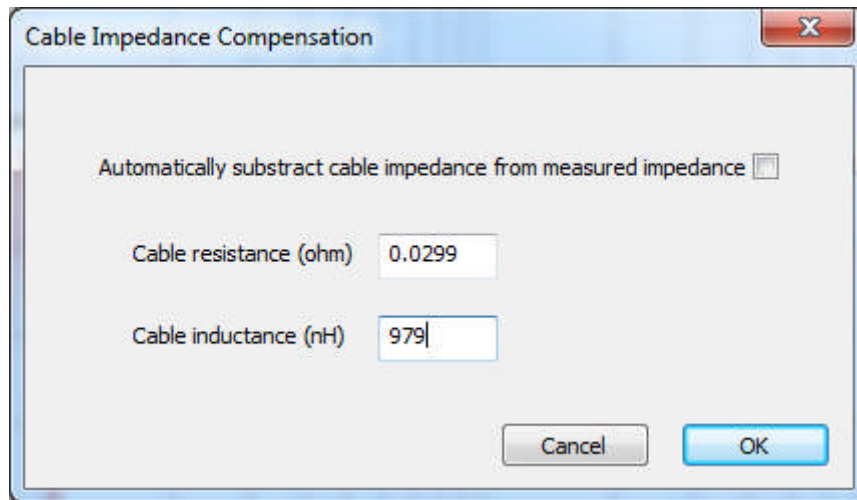 Cable Impedance Compensation
Automatically substract cable impedance from measured impedance
Cable resistance (ohm) 0.0299
Cable inductance (nH) 979
Cancel OK